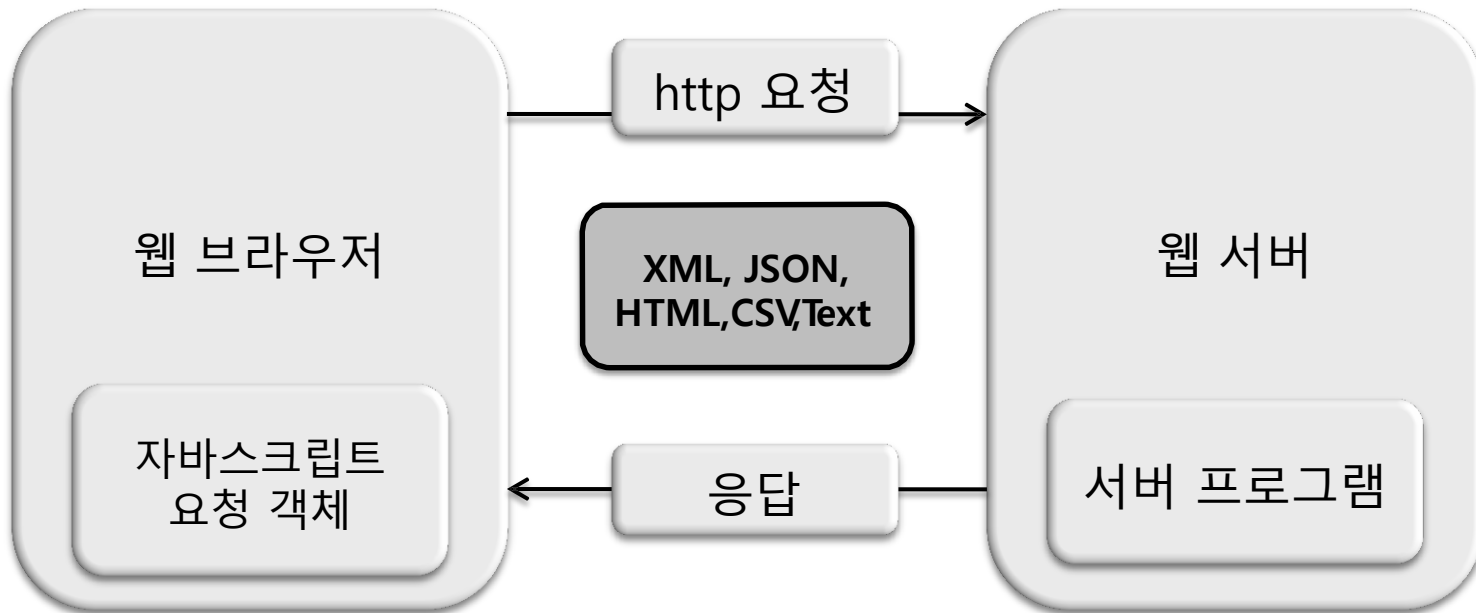 http 요청
웹 브라우저
XML, JSON,
HTML,CSV,Text
웹 서버
자바스크립트
요청 객체
응답
서버 프로그램